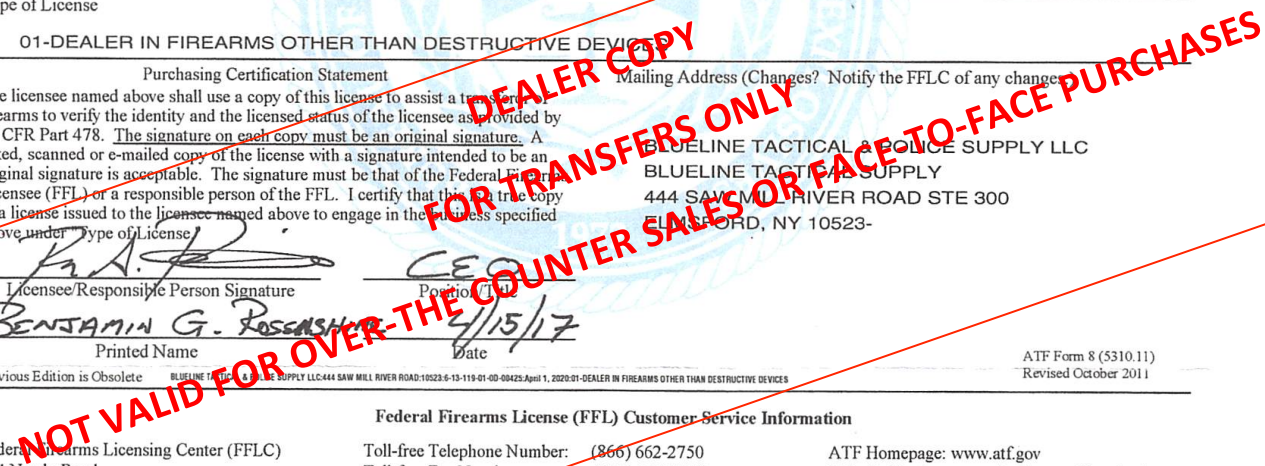 pe of License
01-DEALER IN FIREARMS OTHER THAN DESTRUCTIVE DEVICES
Purchasing Certification Statement
e licensee named above shall use a copy of this license to assist a transferor of
earms to verify the identity and the licensed status of the licensee as provided by
CFR Part 478. The signature on each copy must be an original signature. A
ed, scanned or e-mailed copy of the license with a signature intended to be an
ginal signature is acceptable. The signature must be that of the Federal Firearms
ensee (FFL) or a responsible person of the FFL. I certify that this is a true copy
a license issued to the licensee named above to engage in the business specified
ove under "Type of License"
Licensee/Responsible Person Signature
CEO
Position/Title
BENJAMIN G.
4/15/17
Printed Name
Date
Mailing Address (Changes? Notify the FFLC of any changes.)
BLUELINE TACTICAL & POLICE SUPPLY LLC
BLUELINE TACTICAL SUPPLY
444 SAW MILL RIVER ROAD STE 300
ELMSFORD, NY 10523-
DEALER COPY
FOR TRANSFERS ONLY
NOT VALID FOR OVER-THE COUNTER SALES OR FACE-TO-FACE PURCHASES
vious Edition is Obsolete
BLUELINE TACTICAL & POLICE SUPPLY LLC:444 SAW MILL RIVER ROAD:10523:6-13-119-01-0D-08425:April 1, 2020:01-DEALER IN FIREARMS OTHER THAN DESTRUCTIVE DEVICES
ATF Form 8 (5310.11)
Revised October 2011
Federal Firearms License (FFL) Customer Service Information
deral Firearms Licensing Center (FFLC)
Toll-free Telephone Number: (866) 662-2750
ATF Homepage: www.atf.gov